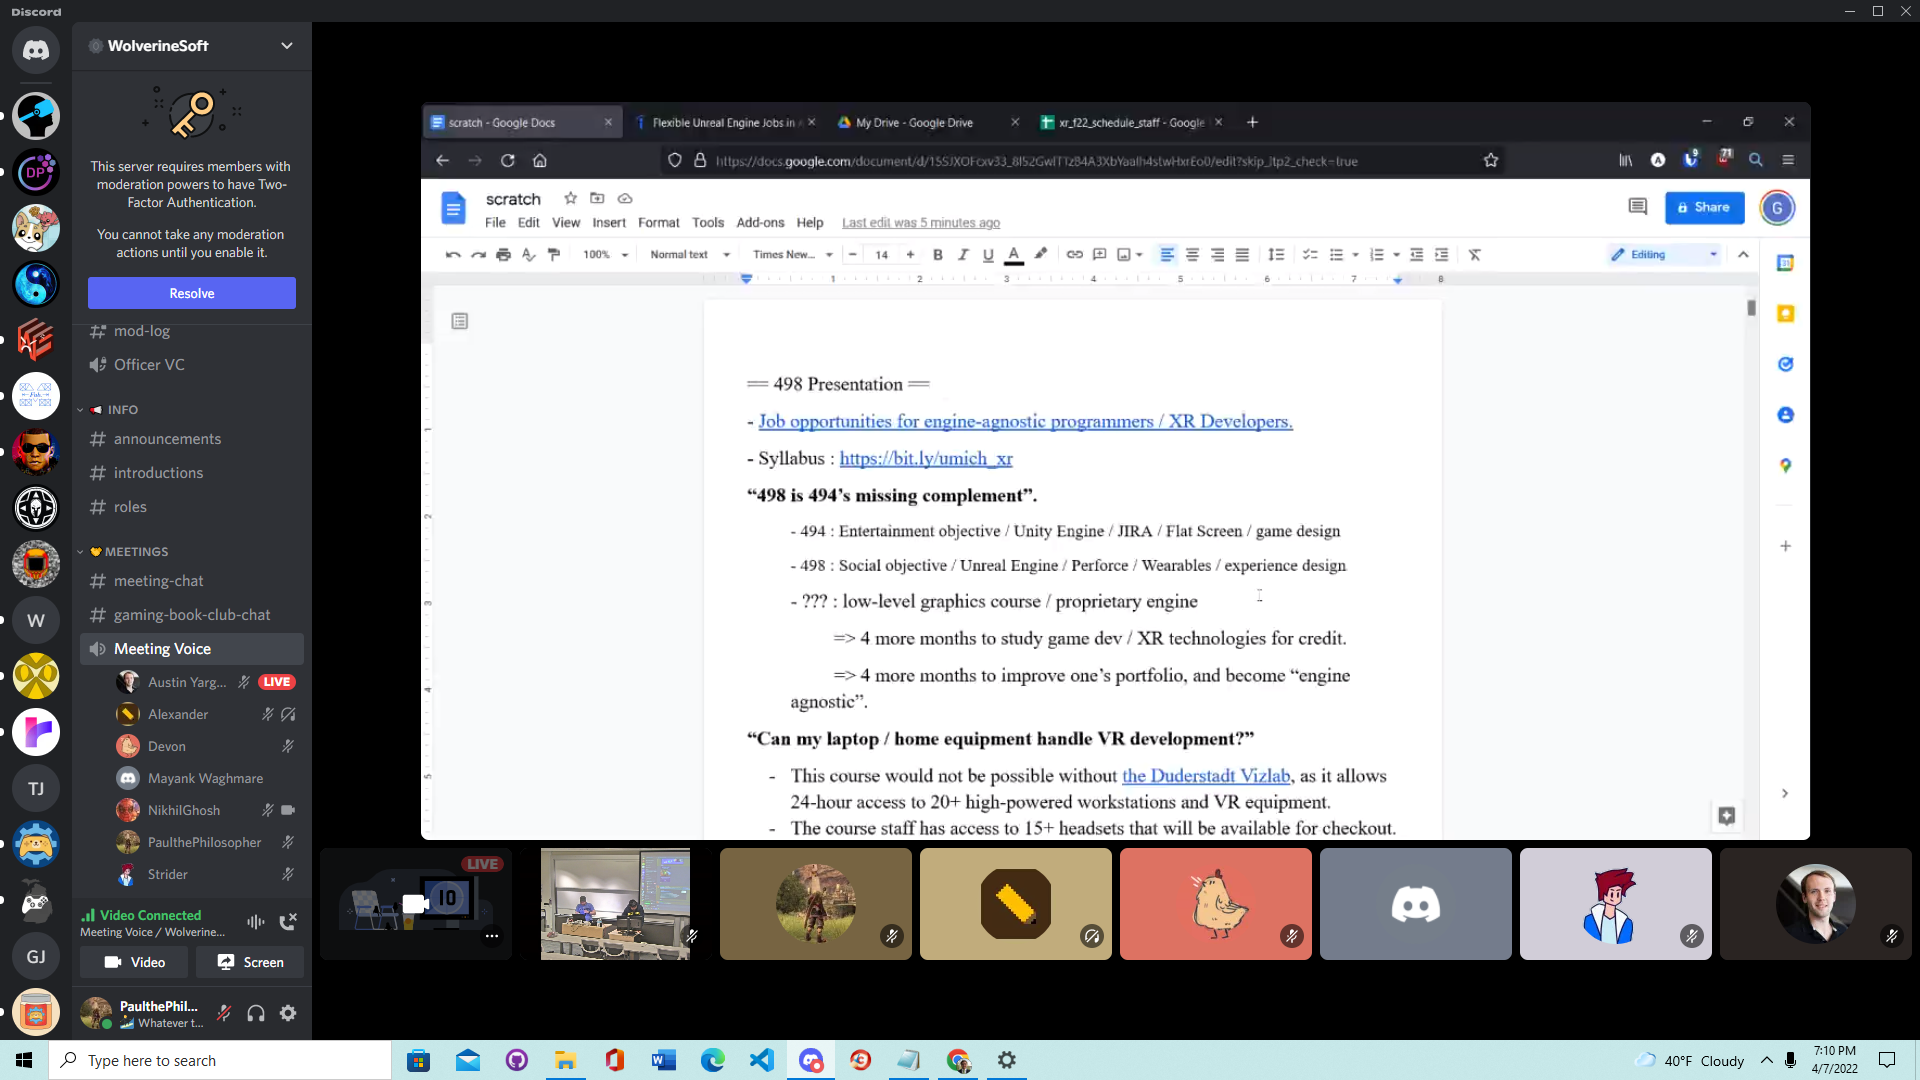 Discord
WolverineSoft
This server requires members with
moderation powers to have Two-
Factor Authentication.
You cannot take any moderation
actions until you enable it.
Resolve
mod-log
Officer VC
INFO
announcements
introductions
roles
MEETINGS
meeting-chat
gaming-book-club-chat
Meeting Voice
Austin Yarg... LIVE
Alexander
Devon
Mayank Waghmare
NikhilGhosh
PaulthePhilosopher
Strider
Video Connected
Meeting Voice / Wolverine...
Video Screen
PaulthePhil...
Whatever t...
DP
W
TJ
GJ
scratch - Google Docs
Flexible Unreal Engine Jobs in
My Drive - Google Drive
xr_f22_schedule_staff - Google
9
71
scratch
File Edit View Insert Format Tools Add-ons Help Last edit was 5 minutes ago
Share
G
100% Normal text Times New... 14 Editing
1 2 3 4 5 6 7 8
== 498 Presentation ==
- Job opportunities for engine-agnostic programmers / XR Developers.
- Syllabus : https://bit.ly/umich_xr
“498 is 494’s missing complement”.
- 494 : Entertainment objective / Unity Engine / JIRA / Flat Screen / game design
- 498 : Social objective / Unreal Engine / Perforce / Wearables / experience design
- ??? : low-level graphics course / proprietary engine
=> 4 more months to study game dev / XR technologies for credit.
=> 4 more months to improve one’s portfolio, and become “engine
agnostic”.
“Can my laptop / home equipment handle VR development?”
- This course would not be possible without the Duderstadt Vizlab, as it allows
24-hour access to 20+ high-powered workstations and VR equipment.
- The course staff has access to 15+ headsets that will be available for checkout.
LIVE
Type here to search
40°F Cloudy
7:10 PM
4/7/2022